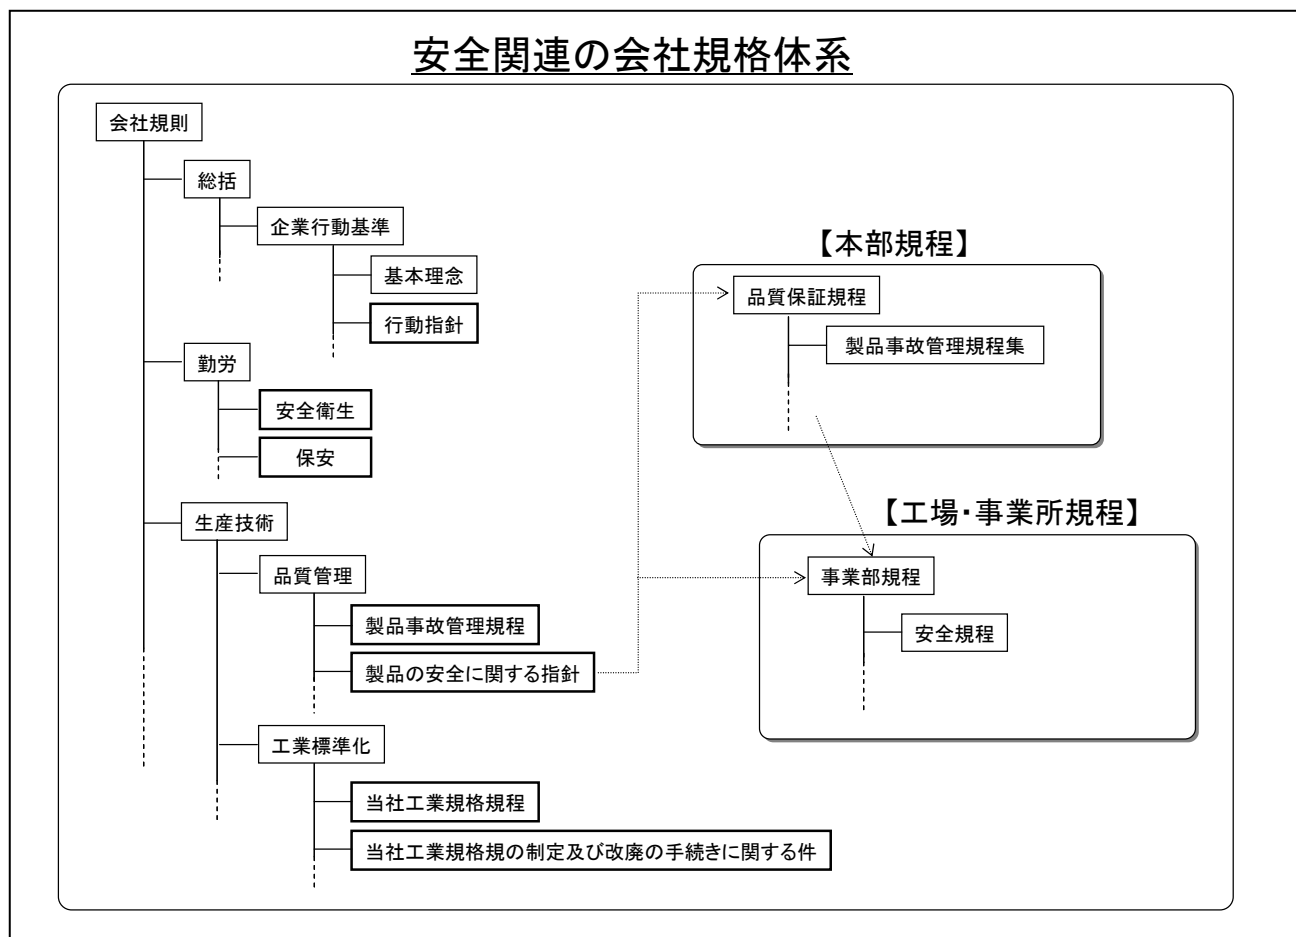 安全関連の会社規格体系
会社規則
総括
企業行動基準
基本理念
行動指針
勤労
安全衛生
保安
生産技術
品質管理
製品事故管理規程
製品の安全に関する指針
工業標準化
当社工業規格規程
当社工業規格規の制定及び改廃の手続きに関する件
【本部規程】
品質保証規程
製品事故管理規程集
【工場・事業所規程】
事業部規程
安全規程